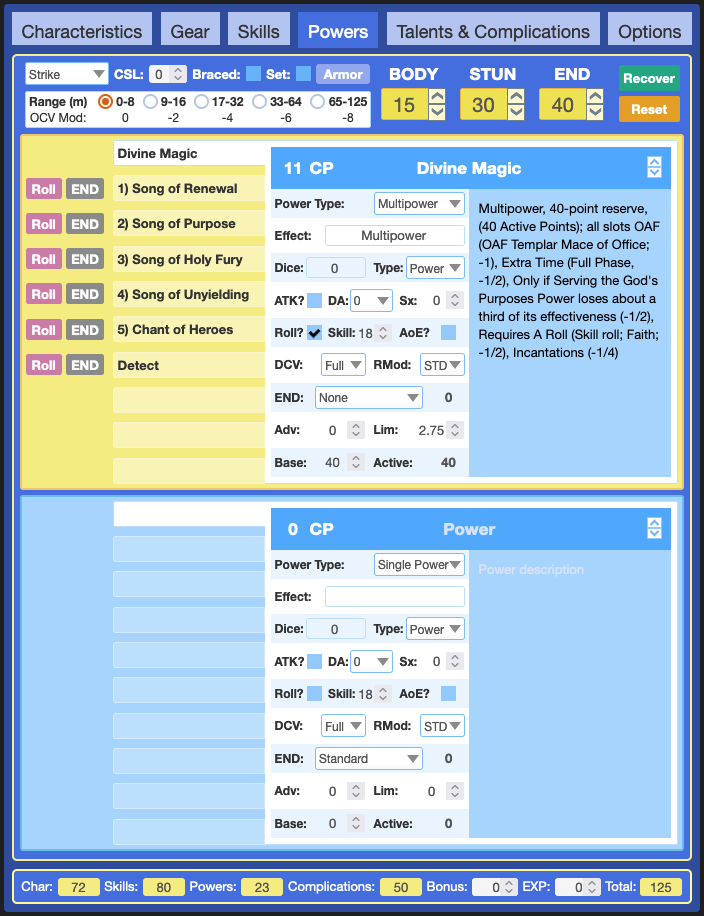 Characteristics Gear Skills Powers Talents & Complications Options
Strike CSL: 0 Braced: Set: Armor BODY STUN END Recover
Range (m) 0-8 9-16 17-32 33-64 65-125 15 30 40 Reset
OCV Mod: 0 -2 -4 -6 -8
Divine Magic
Roll END 1) Song of Renewal
Roll END 2) Song of Purpose
Roll END 3) Song of Holy Fury
Roll END 4) Song of Unyielding
Roll END 5) Chant of Heroes
Roll END Detect
11 CP Divine Magic
Power Type: Multipower
Effect: Multipower
Dice: 0 Type: Power
ATK? DA: 0 Sx: 0
Roll? Skill: 18 AoE?
DCV: Full RMod: STD
END: None 0
Adv: 0 Lim: 2.75
Base: 40 Active: 40
Multipower, 40-point reserve,
(40 Active Points); all slots OAF
(OAF Templar Mace of Office;
-1), Extra Time (Full Phase,
-1/2), Only if Serving the God's
Purposes Power loses about a
third of its effectiveness (-1/2),
Requires A Roll (Skill roll; Faith;
-1/2), Incantations (-1/4)
0 CP Power
Power Type: Single Power
Effect:
Dice: 0 Type: Power
ATK? DA: 0 Sx: 0
Roll? Skill: 18 AoE?
DCV: Full RMod: STD
END: Standard 0
Adv: 0 Lim: 0
Base: 0 Active: 0
Power description
Char: 72 Skills: 80 Powers: 23 Complications: 50 Bonus: 0 EXP: 0 Total: 125